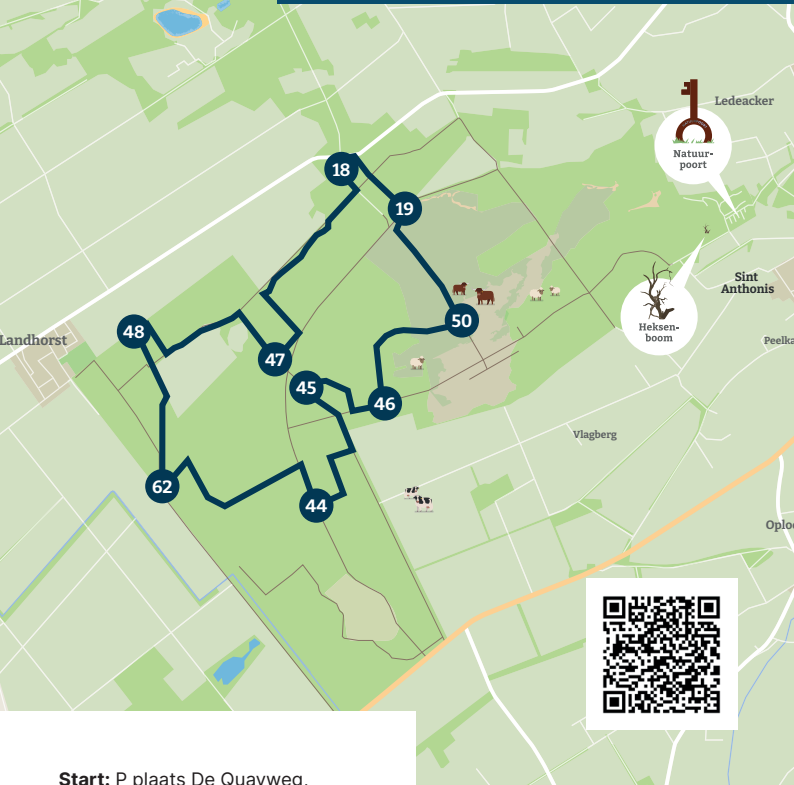 Ledeacker
Natuur-
poort
18
19
Sint
Anthonis
48
50
Heksen-
boom
Landhorst
47
45
46
Vlagberg
62
44
Start: P plaats De Quayweg,